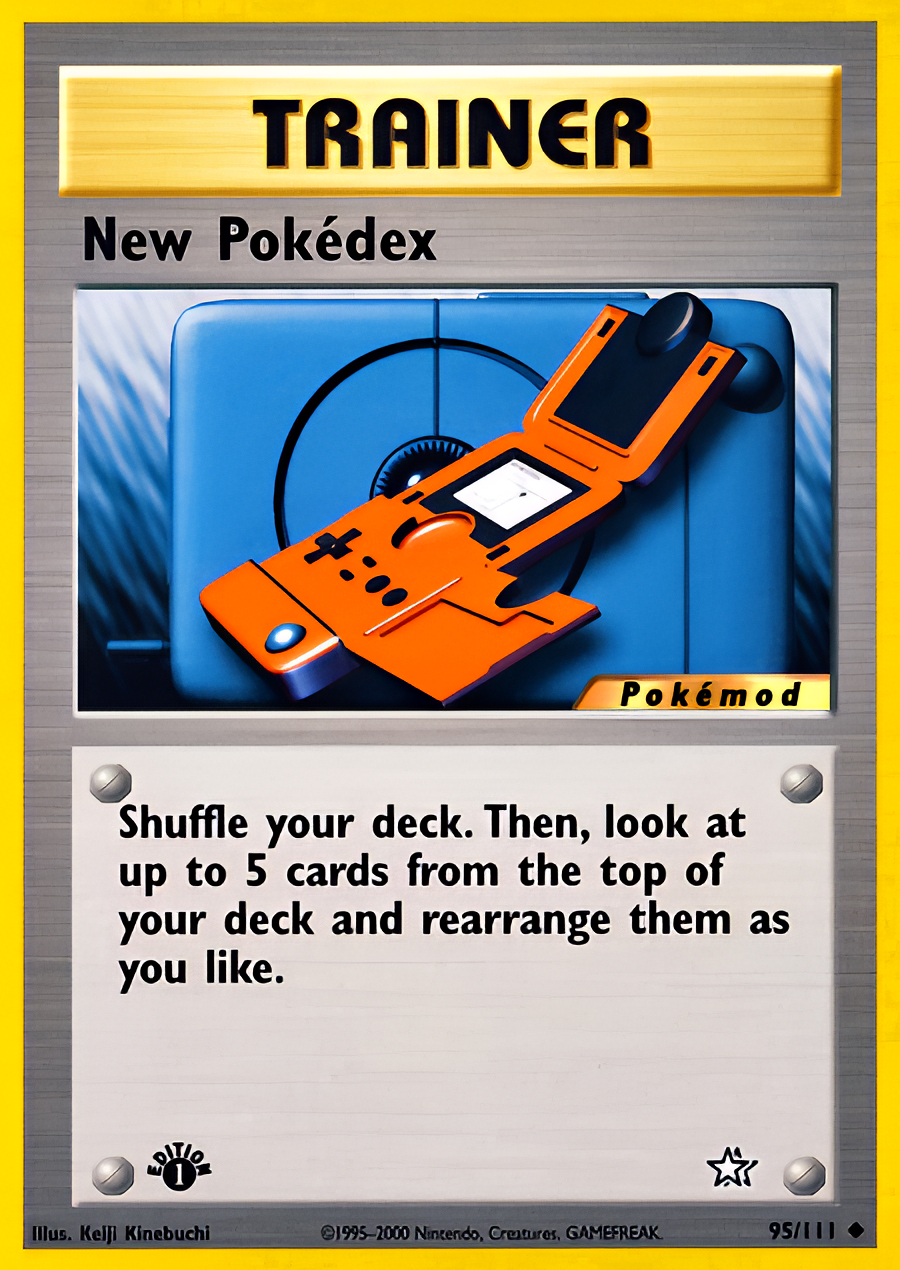 TRAINER
New Pokédex
Pokémod
Shuffle your deck. Then, look at
up to 5 cards from the top of
your deck and rearrange them as
you like.
EDITION
1
Illus. Keiji Kinebuchi
©1995–2000 Nintendo, Creatures, GAMEFREAK.
95/111